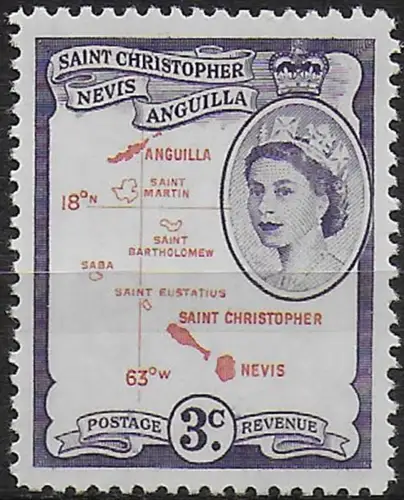 SAINT CHRISTOPHER
NEVIS
ANGUILLA
ANGUILLA
SAINT
MARTIN
18°N
SAINT
BARTHOLOMEW
SABA
SAINT EUSTATIUS
SAINT CHRISTOPHER
63°W
NEVIS
POSTAGE 3c REVENUE